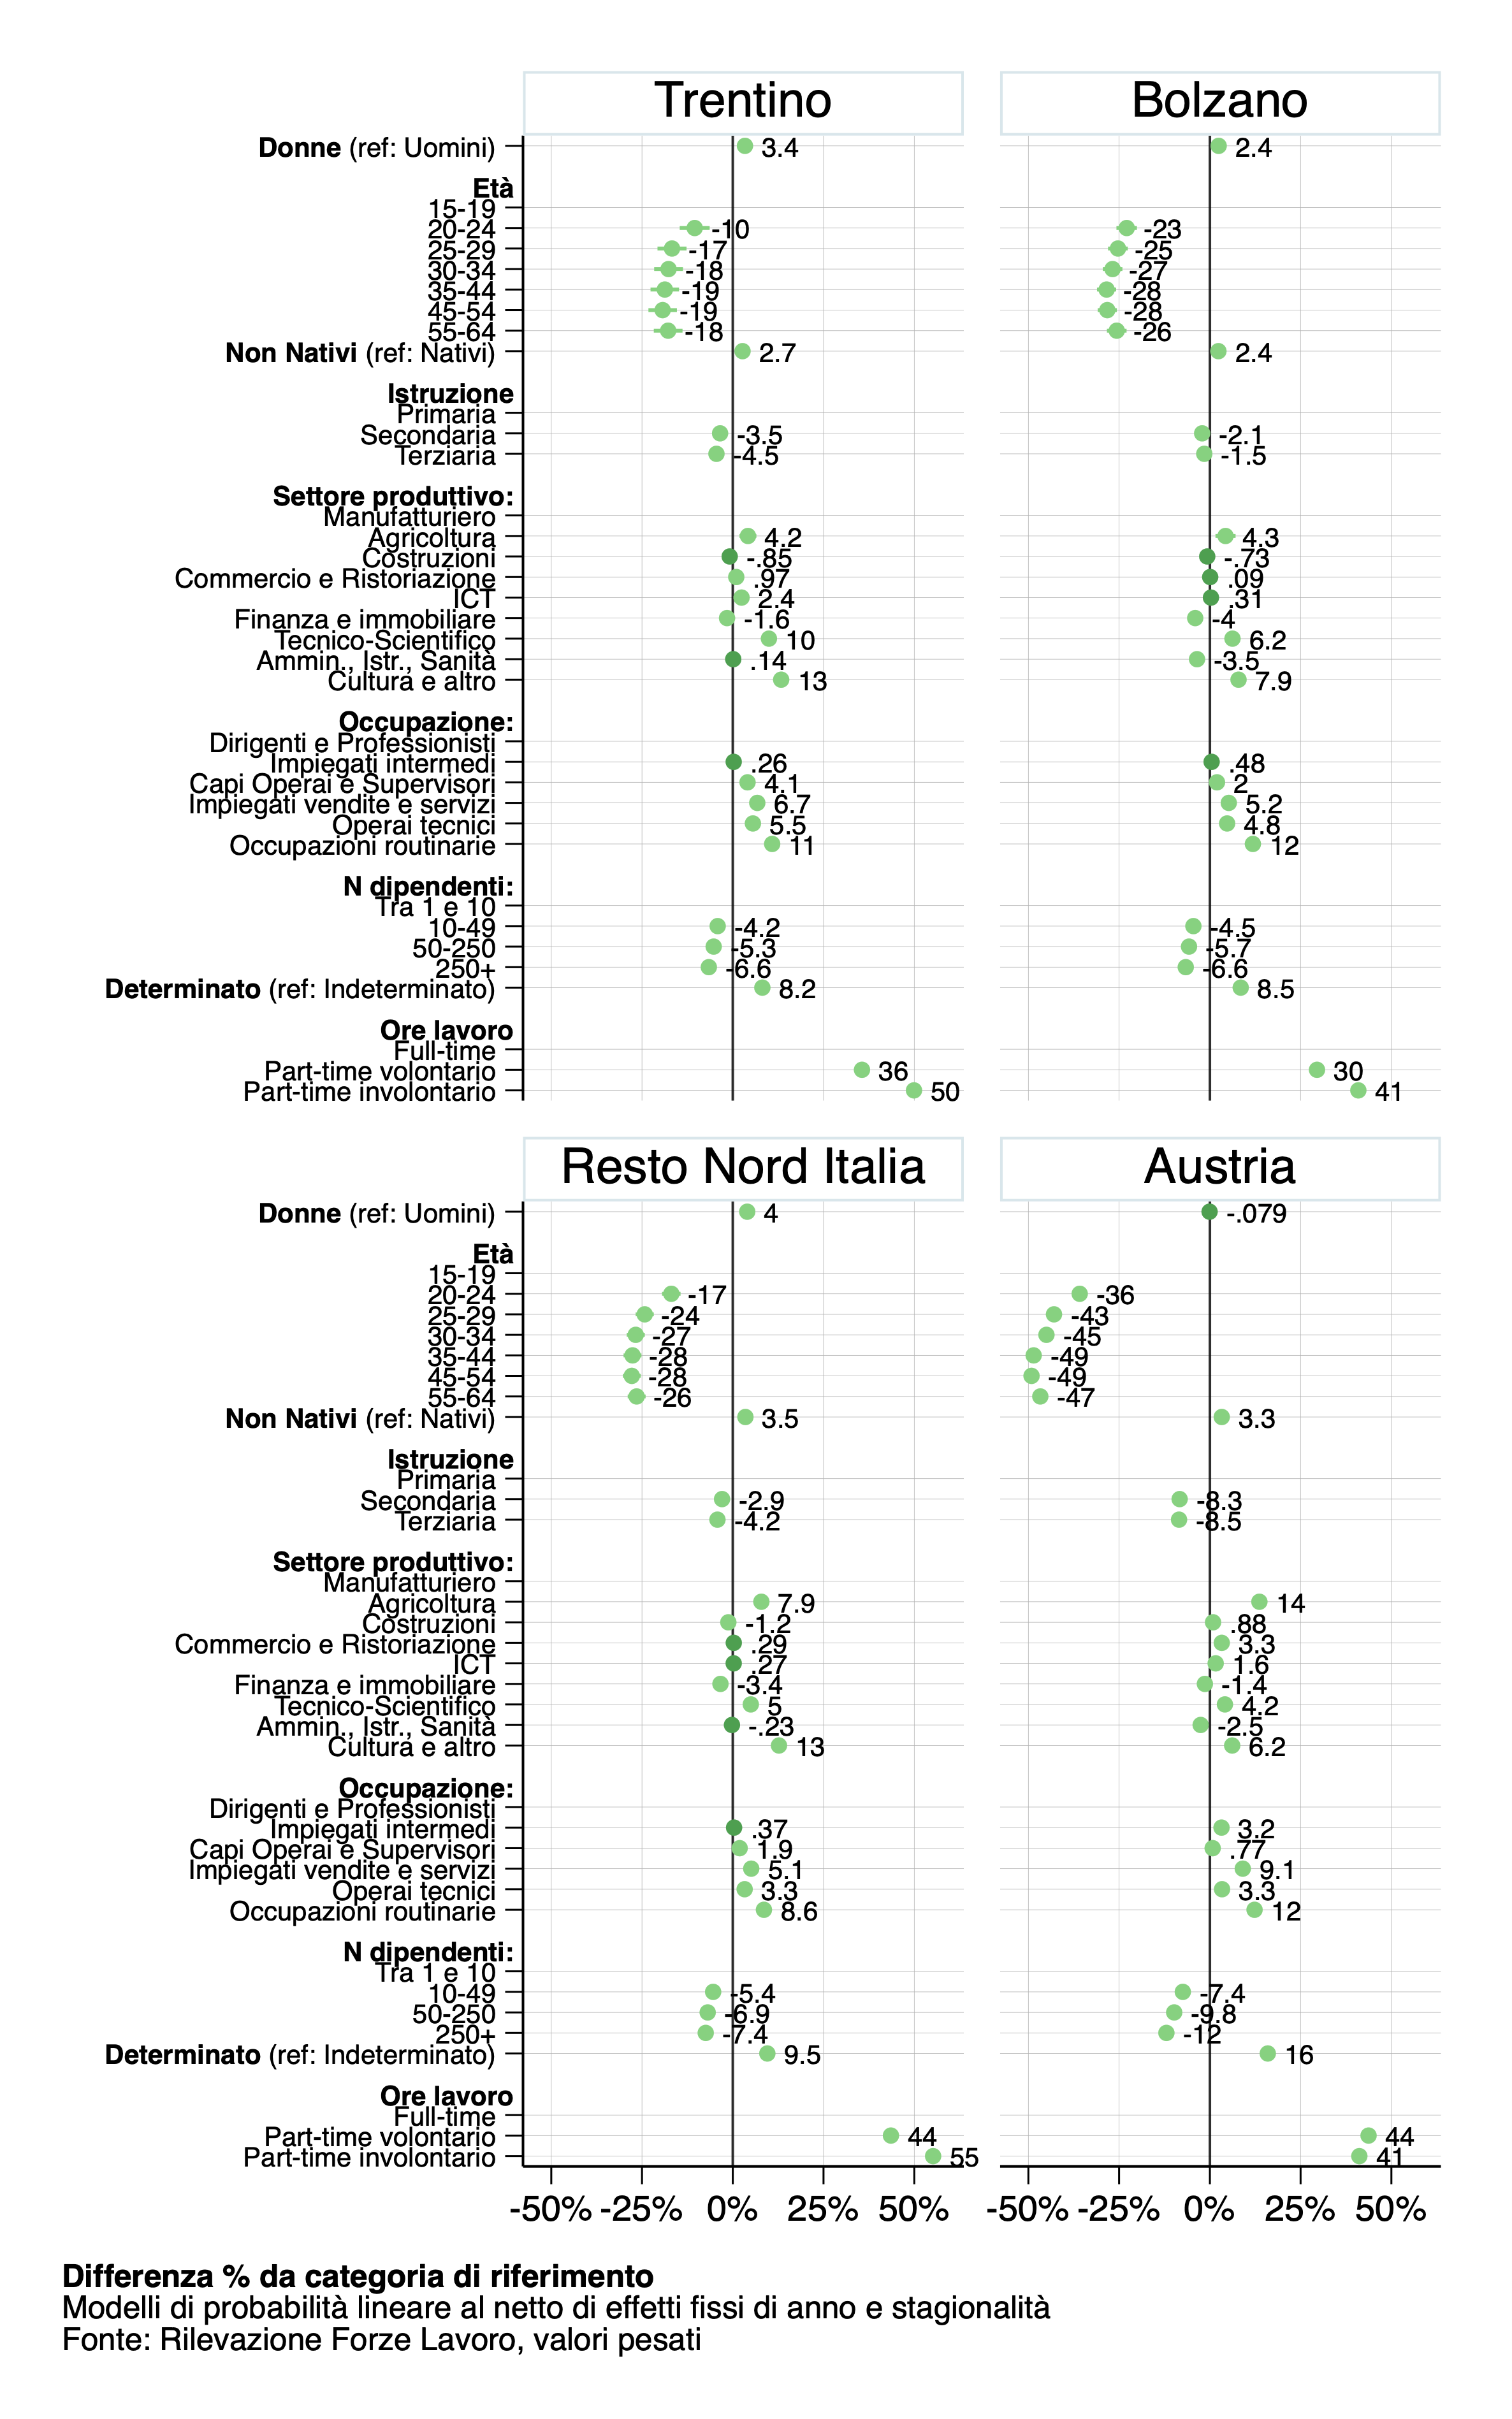 Trentino
Bolzano
Donne (ref: Uomini) 3.4 2.4
Età
15-19
20-24 -10 -23
25-29 -17 -25
30-34 -18 -27
35-44 -19 -28
45-54 -19 -28
55-64 -18 -26
Non Nativi (ref: Nativi) 2.7 2.4
Istruzione
Primaria
Secondaria -3.5 -2.1
Terziaria -4.5 -1.5
Settore produttivo:
Manufatturiero
Agricoltura 4.2 4.3
Costruzioni -.85 -.73
Commercio e Ristoriazione .97 .09
ICT 2.4 .31
Finanza e immobiliare -1.6 -4
Tecnico-Scientifico 10 6.2
Ammin., Istr., Sanità .14 -3.5
Cultura e altro 13 7.9
Occupazione:
Dirigenti e Professionisti
Impiegati intermedi .26 .48
Capi Operai e Supervisori 4.1 2
Impiegati vendite e servizi 6.7 5.2
Operai tecnici 5.5 4.8
Occupazioni routinarie 11 12
N dipendenti:
Tra 1 e 10
10-49 -4.2 -4.5
50-250 -5.3 -5.7
250+ -6.6 -6.6
Determinato (ref: Indeterminato) 8.2 8.5
Ore lavoro
Full-time
Part-time volontario 36 30
Part-time involontario 50 41
Resto Nord Italia
Austria
Donne (ref: Uomini) 4 -.079
Età
15-19
20-24 -17 -36
25-29 -24 -43
30-34 -27 -45
35-44 -28 -49
45-54 -28 -49
55-64 -26 -47
Non Nativi (ref: Nativi) 3.5 3.3
Istruzione
Primaria
Secondaria -2.9 -8.3
Terziaria -4.2 -8.5
Settore produttivo:
Manufatturiero
Agricoltura 7.9 14
Costruzioni -1.2 .88
Commercio e Ristoriazione .29 3.3
ICT .27 1.6
Finanza e immobiliare -3.4 -1.4
Tecnico-Scientifico 5 4.2
Ammin., Istr., Sanità -.23 -2.5
Cultura e altro 13 6.2
Occupazione:
Dirigenti e Professionisti
Impiegati intermedi .37 3.2
Capi Operai e Supervisori 1.9 .77
Impiegati vendite e servizi 5.1 9.1
Operai tecnici 3.3 3.3
Occupazioni routinarie 8.6 12
N dipendenti:
Tra 1 e 10
10-49 -5.4 -7.4
50-250 -6.9 -9.8
250+ -7.4 -12
Determinato (ref: Indeterminato) 9.5 16
Ore lavoro
Full-time
Part-time volontario 44 44
Part-time involontario 55 41
-50% -25% 0% 25% 50% -50% -25% 0% 25% 50%
Differenza % da categoria di riferimento
Modelli di probabilità lineare al netto di effetti fissi di anno e stagionalità
Fonte: Rilevazione Forze Lavoro, valori pesati